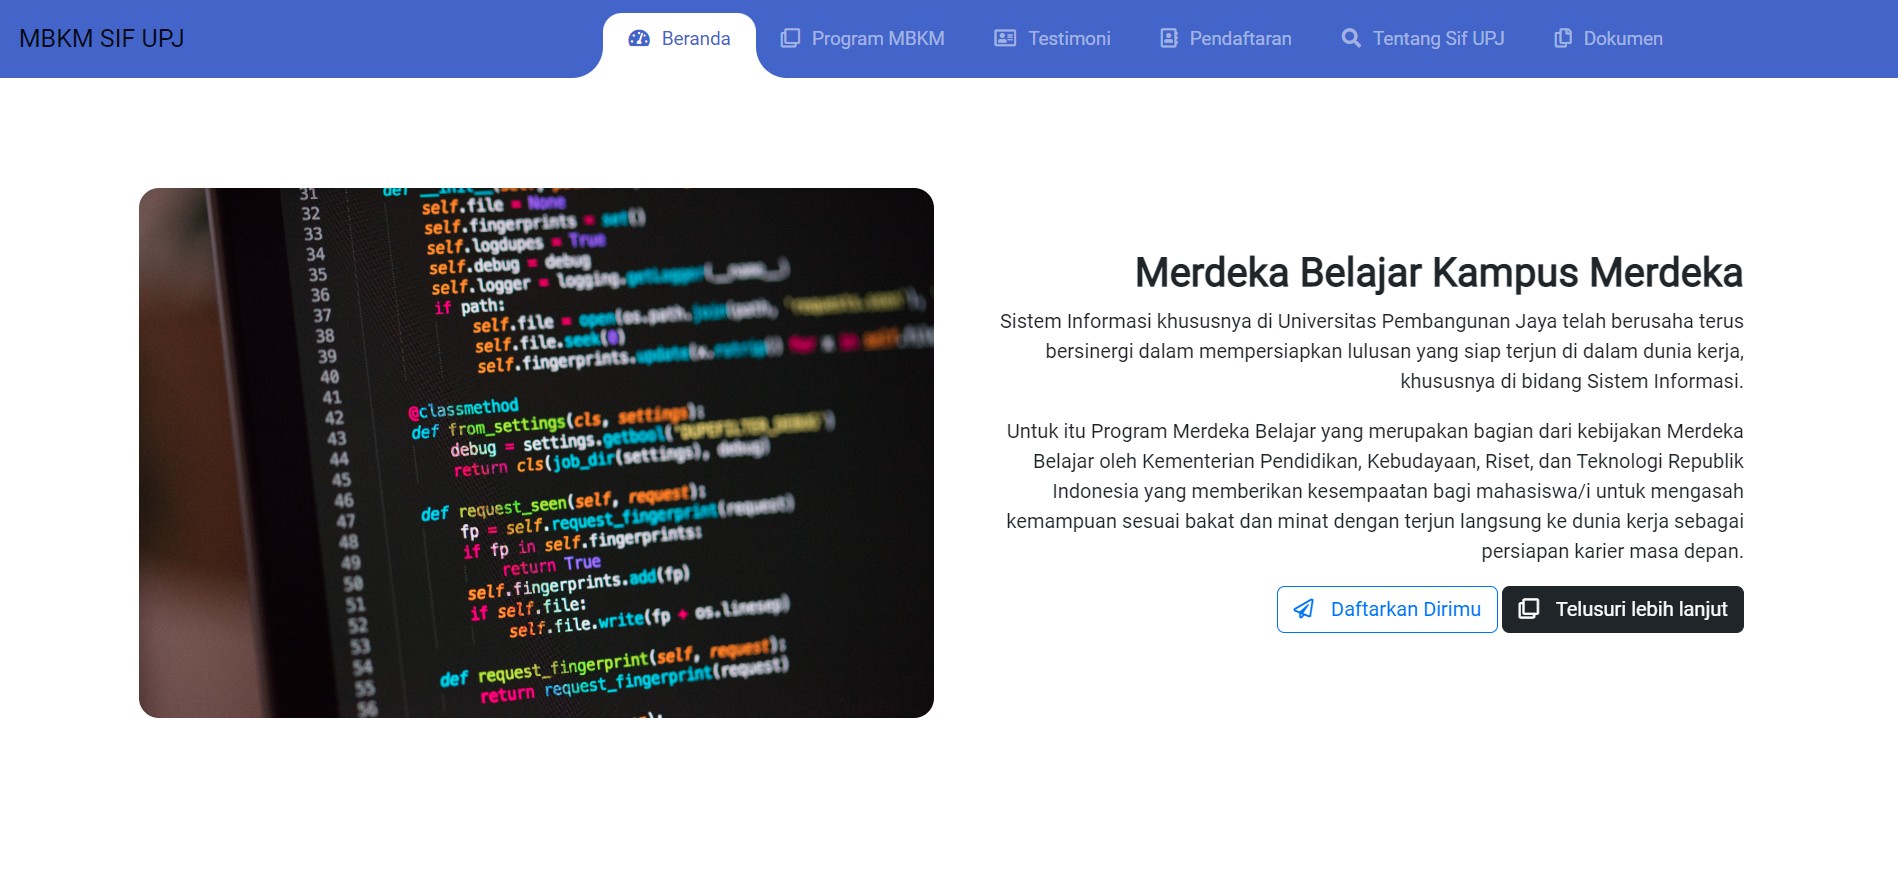 MBKM SIF UPJ
Beranda
Program MBKM
Testimoni
Pendaftaran
Tentang Sif UPJ
Dokumen
31
32
33
34
35
36
37
38
39
40
41
42
43
44
45
46
47
48
49
50
51
52
53
54
55
56
def __init__(self,
self.file = None
self.fingerprints = set()
self.logdupes = True
self.debug = debug
self.logger = logging.getLogger(__name__)
if path:
self.file = open(os.path.join(path, 'requests.seen'),
self.file.seek(0)
self.fingerprints.update(x.rstrip() for x in self.file
@classmethod
def from_settings(cls, settings):
debug = settings.getbool('DUPEFILTER_DEBUG')
return cls(job_dir(settings), debug)
def request_seen(self, request):
fp = self.request_fingerprint(request)
if fp in self.fingerprints:
return True
self.fingerprints.add(fp)
if self.file:
self.file.write(fp + os.linesep)
def request_fingerprint(self, request):
return request_fingerprint(request)
Merdeka Belajar Kampus Merdeka
Sistem Informasi khususnya di Universitas Pembangunan Jaya telah berusaha terus
bersinergi dalam mempersiapkan lulusan yang siap terjun di dalam dunia kerja,
khususnya di bidang Sistem Informasi.
Untuk itu Program Merdeka Belajar yang merupakan bagian dari kebijakan Merdeka
Belajar oleh Kementerian Pendidikan, Kebudayaan, Riset, dan Teknologi Republik
Indonesia yang memberikan kesempaatan bagi mahasiswa/i untuk mengasah
kemampuan sesuai bakat dan minat dengan terjun langsung ke dunia kerja sebagai
persiapan karier masa depan.
Daftarkan Dirimu
Telusuri lebih lanjut